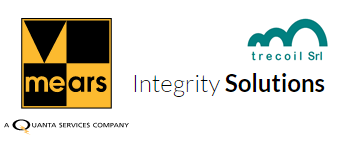 trecoil Srl
mears
Integrity Solutions
A QUANTA SERVICES COMPANY